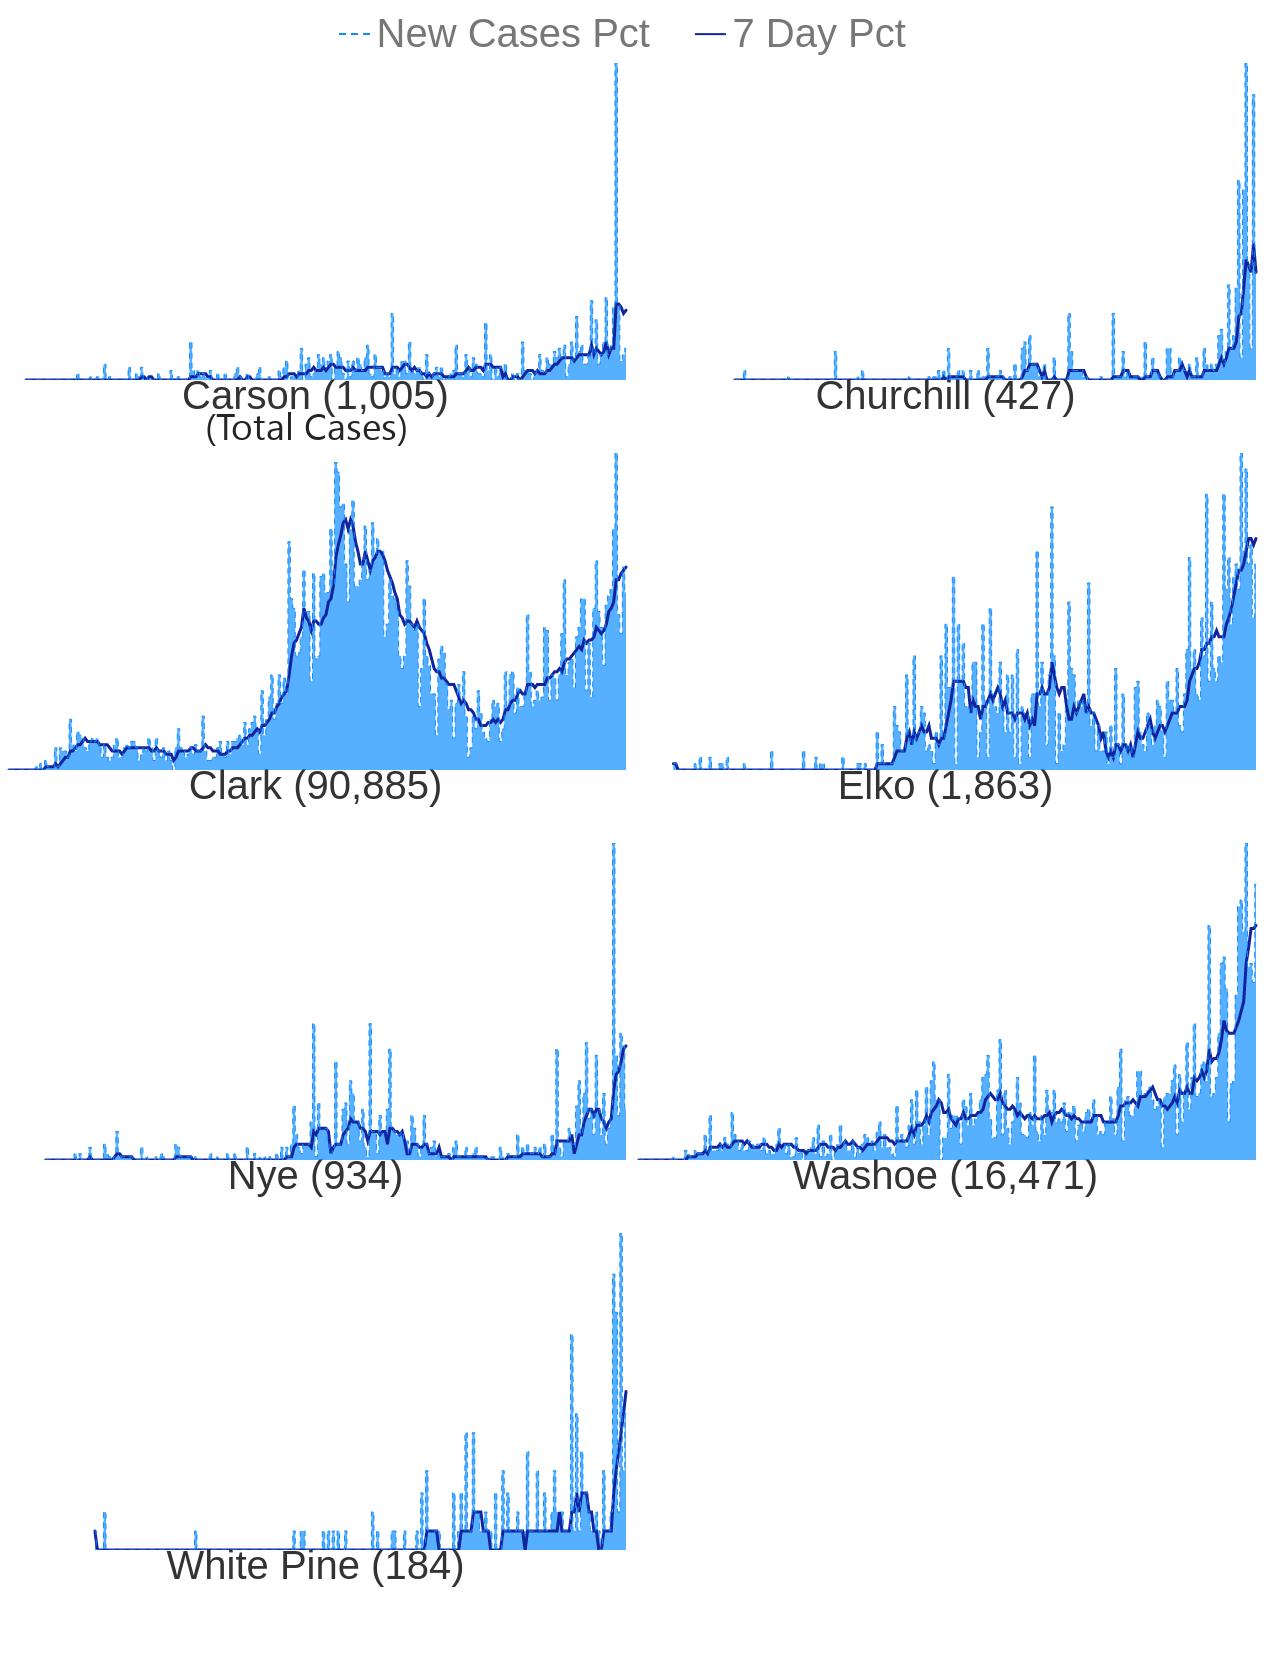 New Cases Pct 7 Day Pct
Carson (1,005) Churchill (427)
(Total Cases)
Clark (90,885) Elko (1,863)
Nye (934) Washoe (16,471)
White Pine (184)